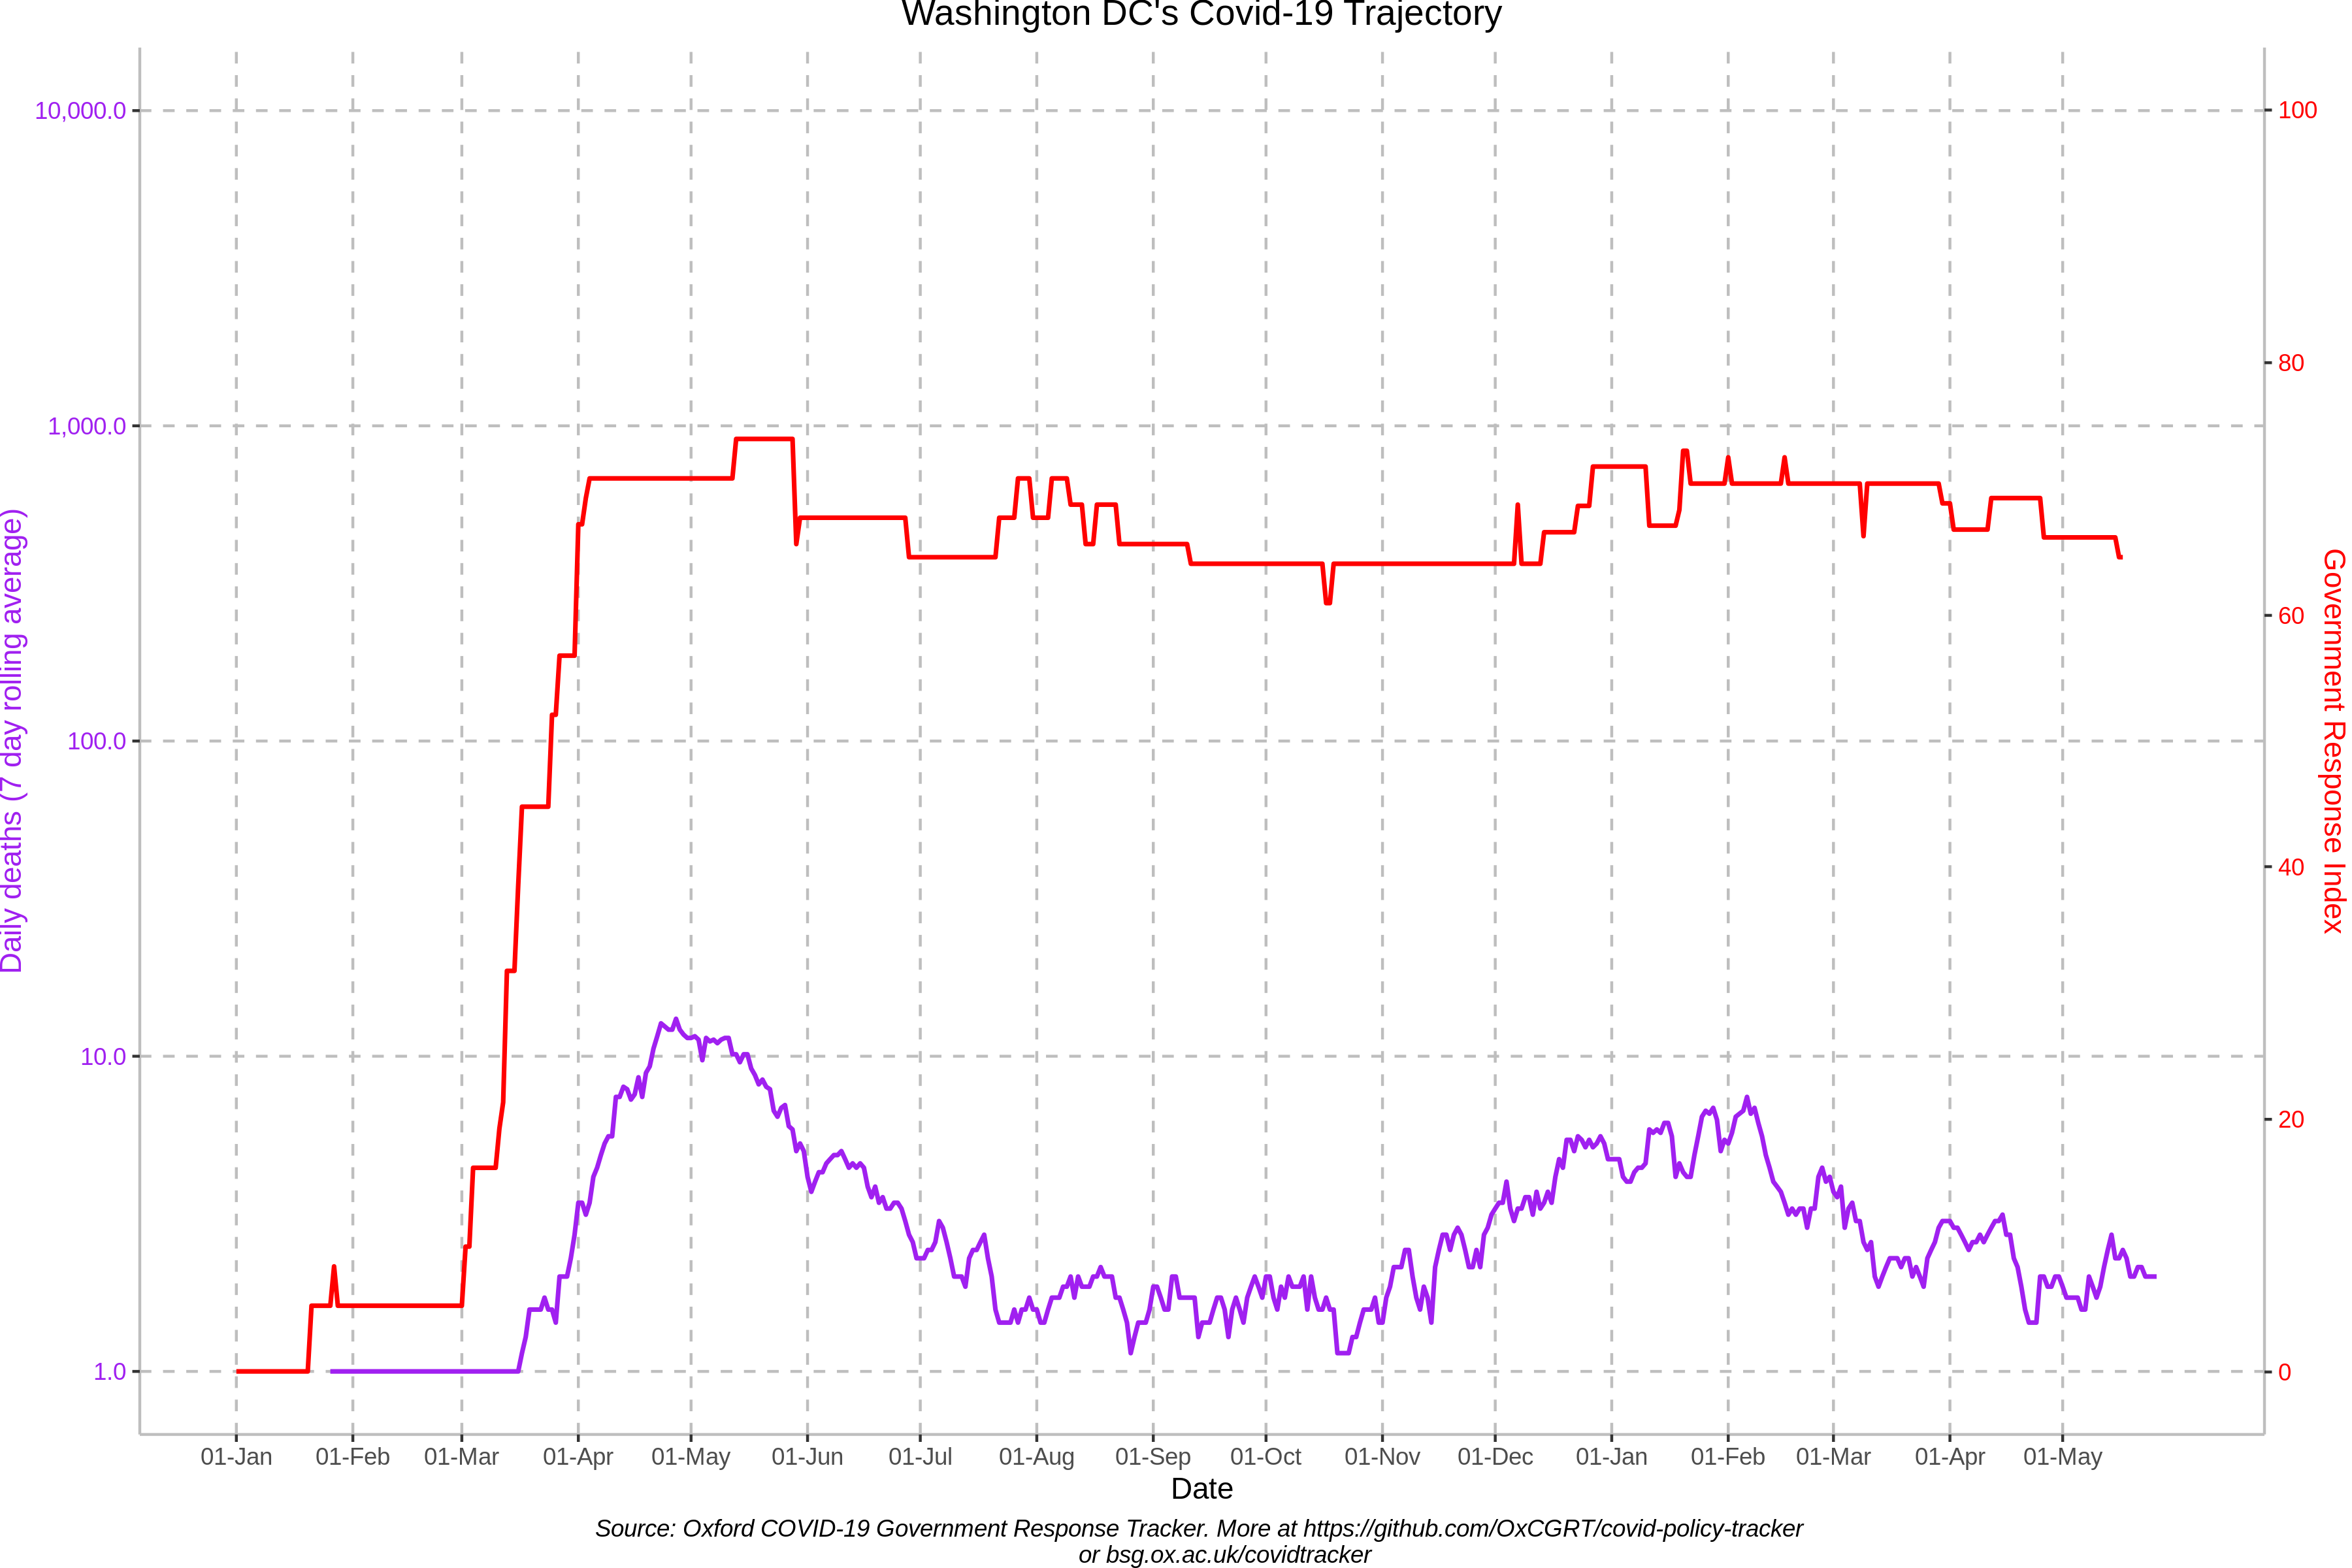 Washington DC's Covid-19 Trajectory
Daily deaths (7 day rolling average)
10,000.0
1,000.0
100.0
10.0
1.0
100
80
60
40
20
0
Government Response Index
01-Jan 01-Feb 01-Mar 01-Apr 01-May 01-Jun 01-Jul 01-Aug 01-Sep 01-Oct 01-Nov 01-Dec 01-Jan 01-Feb 01-Mar 01-Apr 01-May
Date
Source: Oxford COVID-19 Government Response Tracker. More at https://github.com/OxCGRT/covid-policy-tracker
or bsg.ox.ac.uk/covidtracker